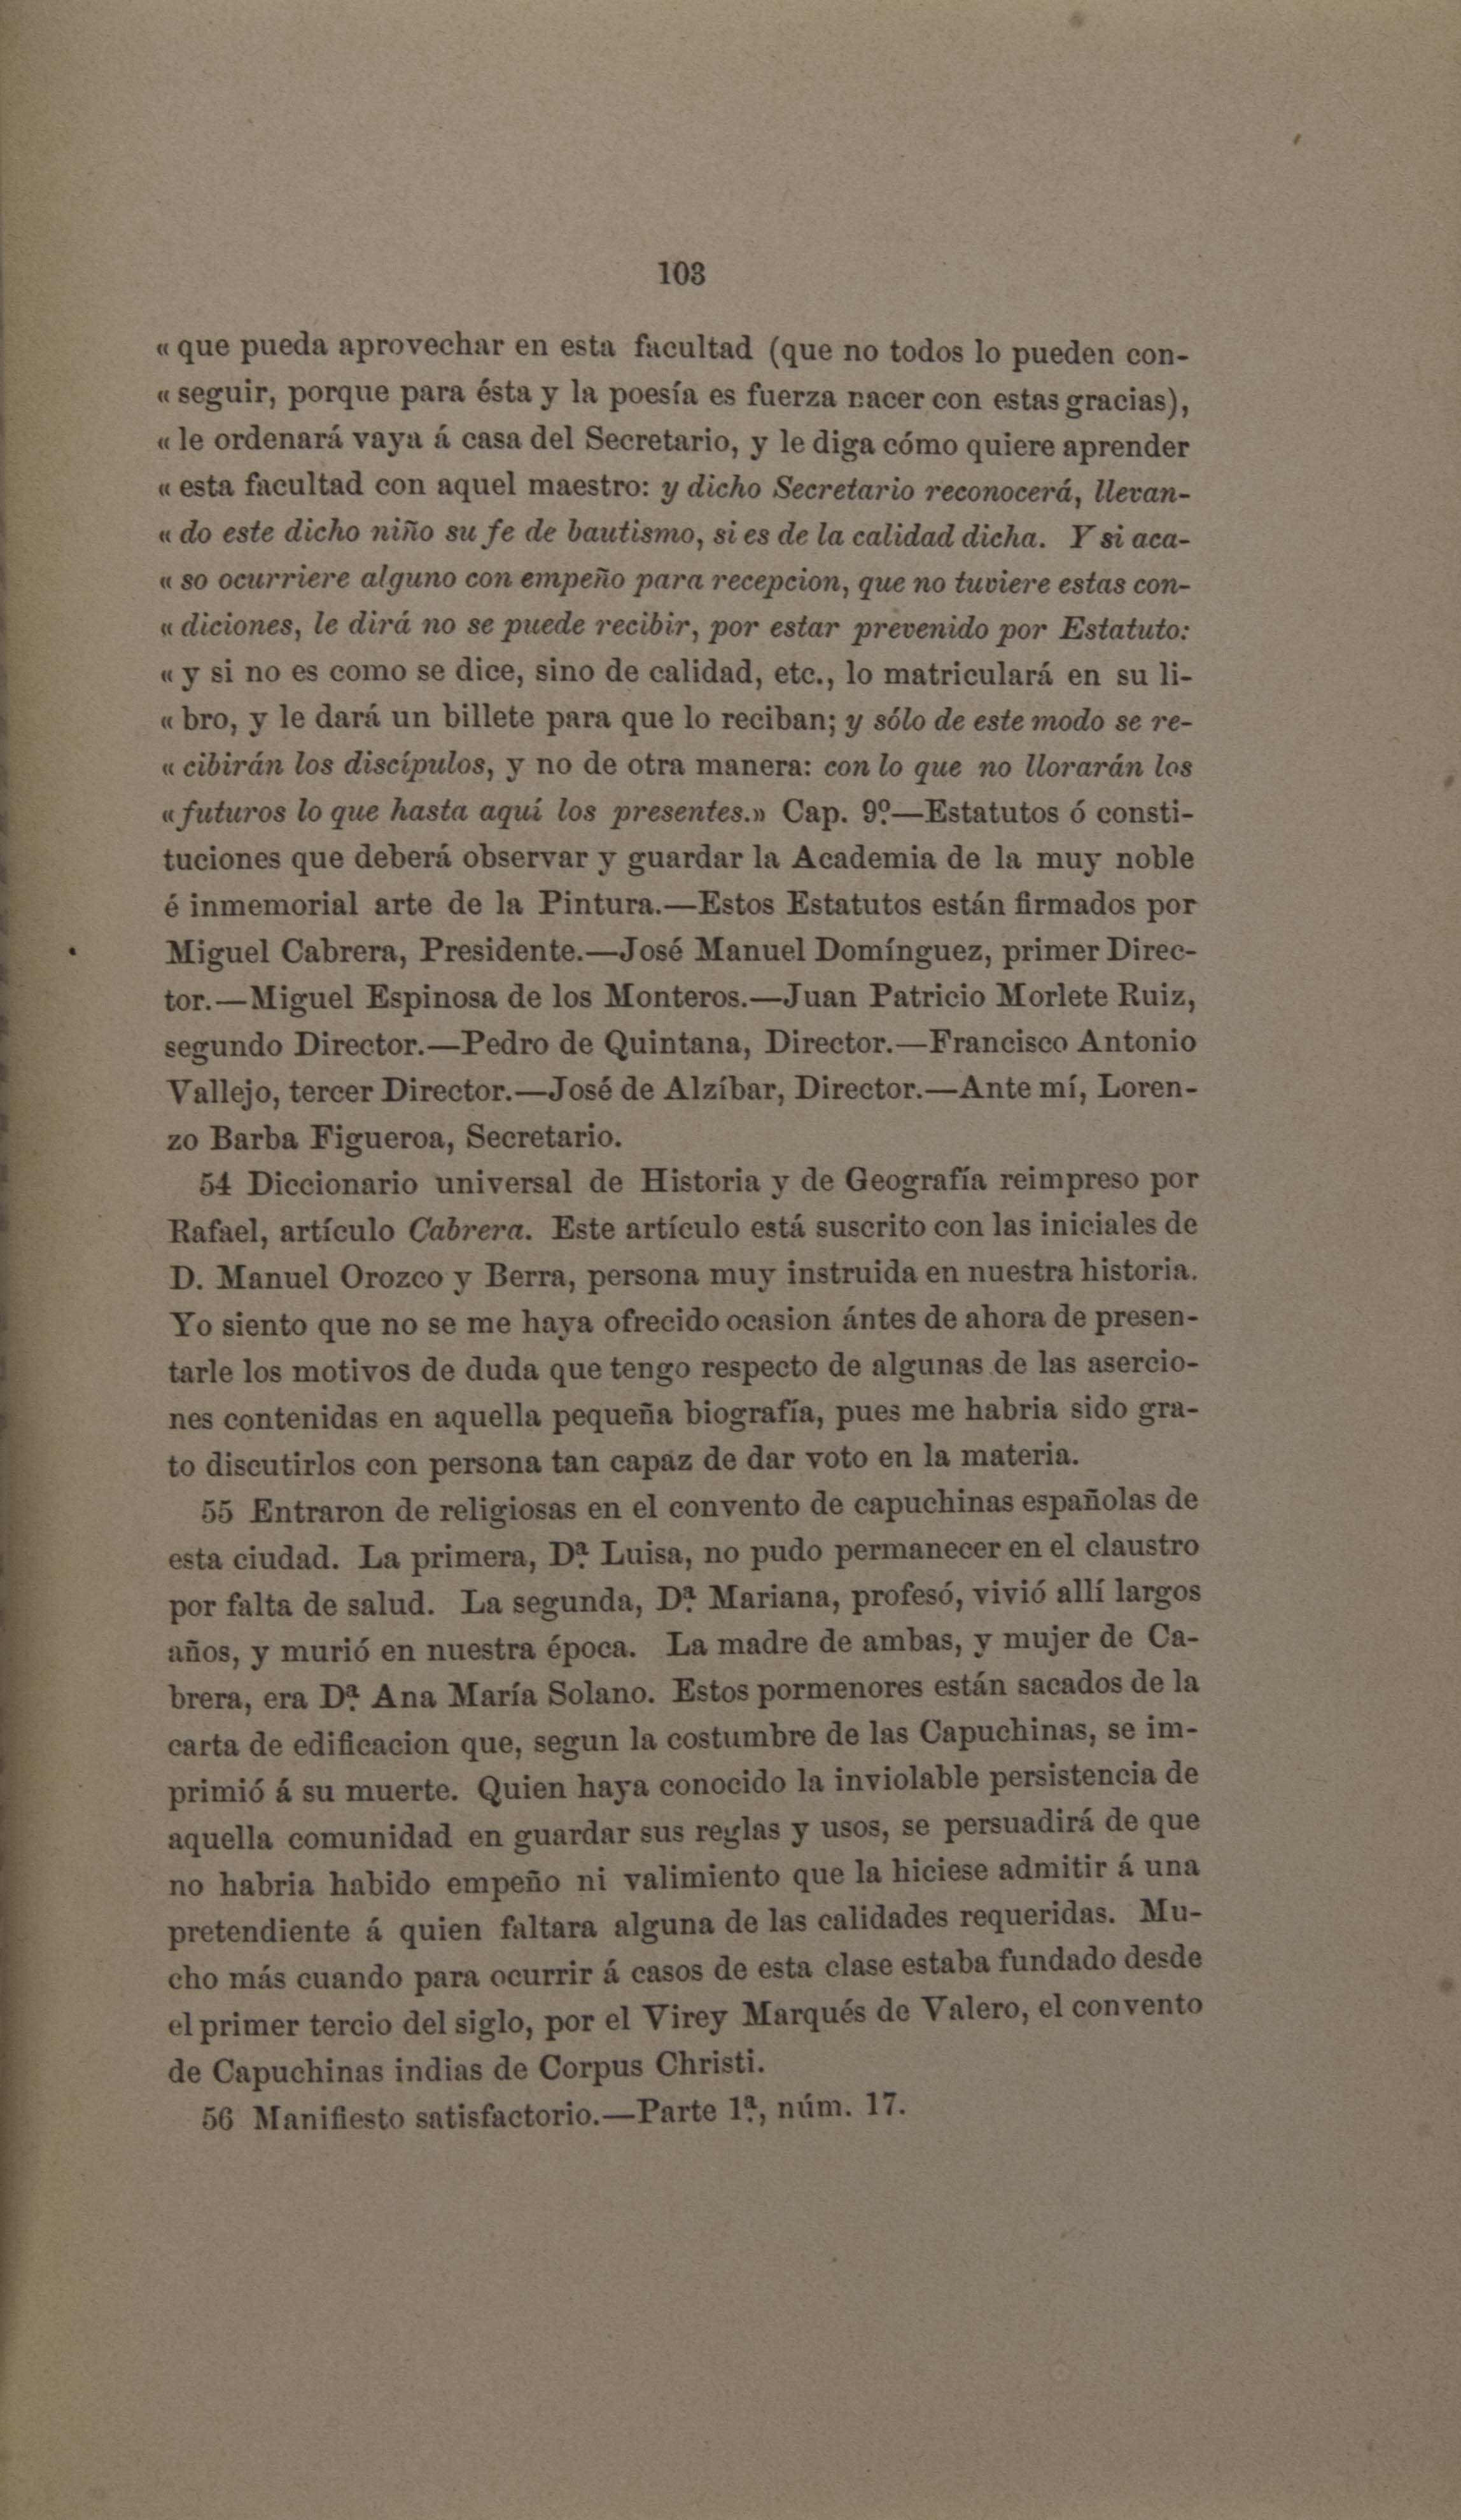 103
« que pueda aprovechar en esta facultad (que no todos lo pueden con-
« seguir, porque para ésta y la poesía es fuerza nacer con estas gracias),
« le ordenará vaya á casa del Secretario, y le diga cómo quiere aprender
« esta facultad con aquel maestro: y dicho Secretario reconocerá, llevan-
« do este dicho niño su fe de bautismo, si es de la calidad dicha. Y si aca-
« so ocurriere alguno con empeño para recepcion, que no tuviere estas con-
« diciones, le dirá no se puede recibir, por estar prevenido por Estatuto:
« y si no es como se dice, sino de calidad, etc., lo matriculará en su li-
« bro, y le dará un billete para que lo reciban; y sólo de este modo se re-
« cibirán los discípulos, y no de otra manera: con lo que no llorarán los
« futuros lo que hasta aquí los presentes.» Cap. 9º—Estatutos ó consti-
tuciones que deberá observar y guardar la Academia de la muy noble
é inmemorial arte de la Pintura.—Estos Estatutos están firmados por
Miguel Cabrera, Presidente.—José Manuel Domínguez, primer Direc-
tor.—Miguel Espinosa de los Monteros.—Juan Patricio Morlete Ruiz,
segundo Director.—Pedro de Quintana, Director.—Francisco Antonio
Vallejo, tercer Director.—José de Alzíbar, Director.—Ante mí, Loren-
zo Barba Figueroa, Secretario.
54 Diccionario universal de Historia y de Geografía reimpreso por
Rafael, artículo Cabrera. Este artículo está suscrito con las iniciales de
D. Manuel Orozco y Berra, persona muy instruida en nuestra historia.
Yo siento que no se me haya ofrecido ocasion ántes de ahora de presen-
tarle los motivos de duda que tengo respecto de algunas de las asercio-
nes contenidas en aquella pequeña biografía, pues me habria sido gra-
to discutirlos con persona tan capaz de dar voto en la materia.
55 Entraron de religiosas en el convento de capuchinas españolas de
esta ciudad. La primera, Dª Luisa, no pudo permanecer en el claustro
por falta de salud. La segunda, Dª Mariana, profesó, vivió allí largos
años, y murió en nuestra época. La madre de ambas, y mujer de Ca-
brera, era Dª Ana María Solano. Estos pormenores están sacados de la
carta de edificacion que, segun la costumbre de las Capuchinas, se im-
primió á su muerte. Quien haya conocido la inviolable persistencia de
aquella comunidad en guardar sus reglas y usos, se persuadirá de que
no habria habido empeño ni valimiento que la hiciese admitir á una
pretendiente á quien faltara alguna de las calidades requeridas. Mu-
cho más cuando para ocurrir á casos de esta clase estaba fundado desde
el primer tercio del siglo, por el Virey Marqués de Valero, el convento
de Capuchinas indias de Corpus Christi.
56 Manifiesto satisfactorio.—Parte 1ª, núm. 17.